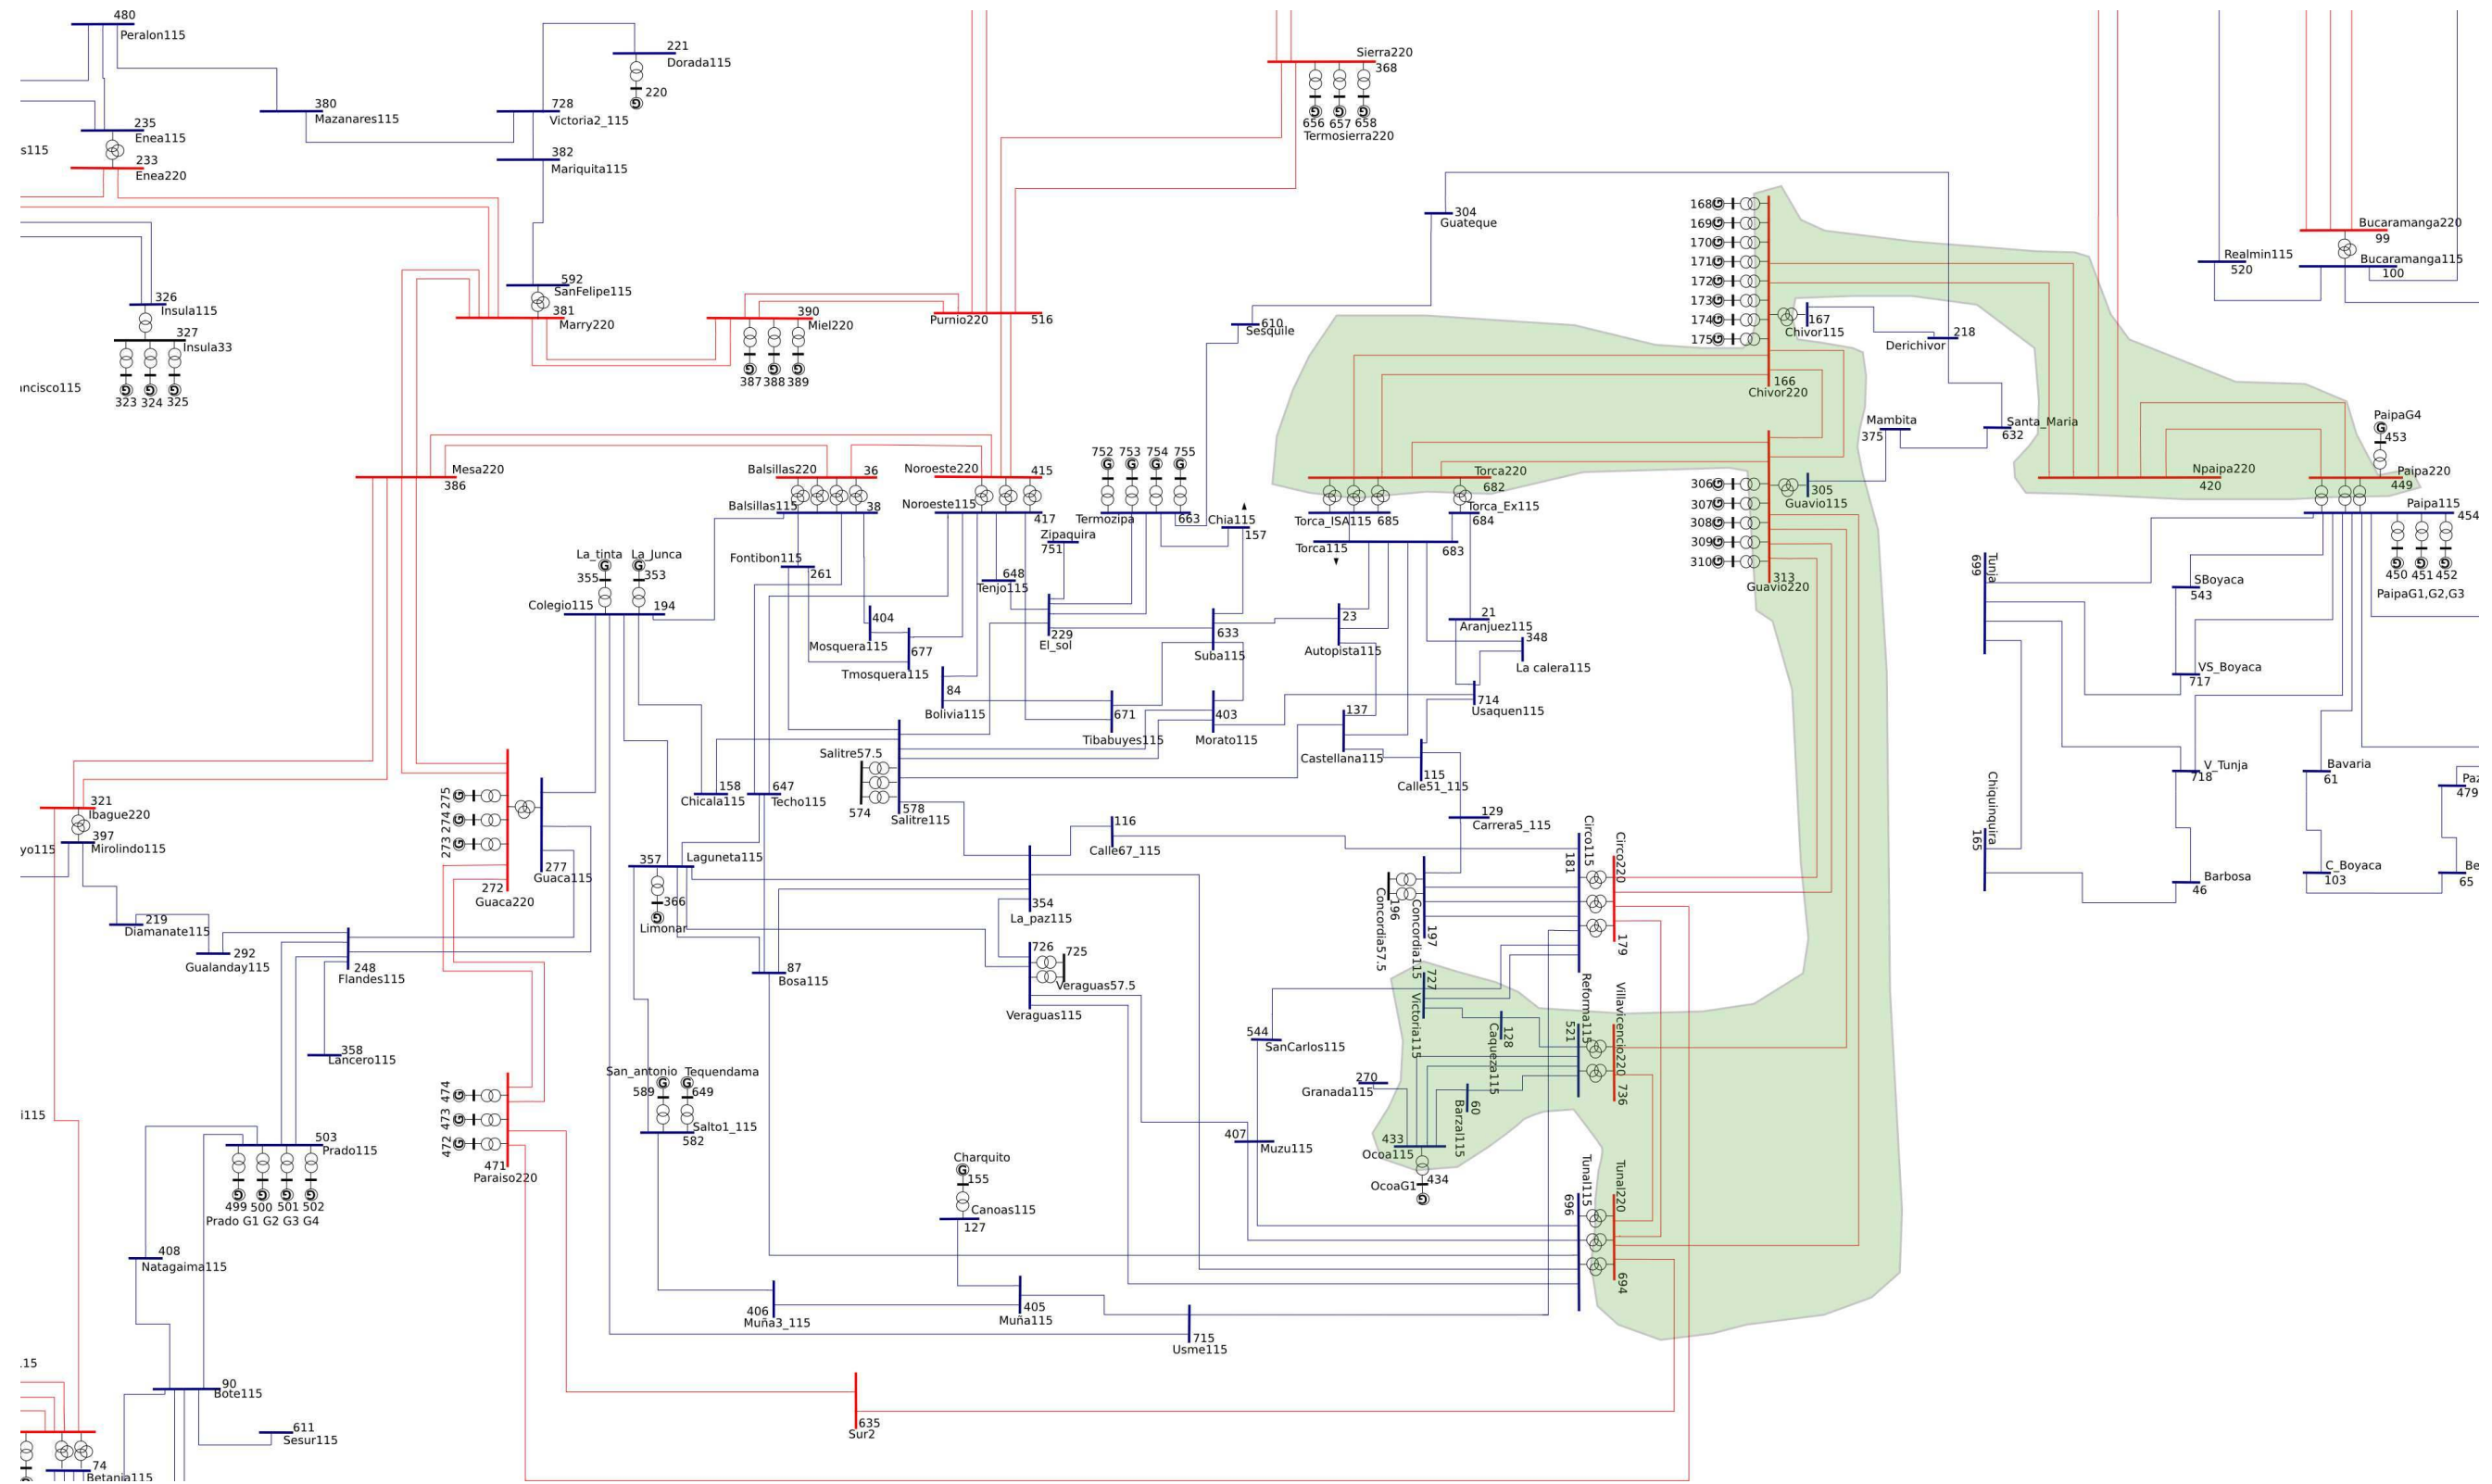 480
Peralon115
221
Dorada115
220
380
Mazanares115
728
Victoria2_115
235
Enea115
s115
233
Enea220
382
Mariquita115
Sierra220
368
656 657 658
Termosierra220
304
Guateque
168
169
170
171
172
173
174
175
167
Chivor115
166
Chivor220
218
Derichivor
Bucaramanga220
99
Bucaramanga115
100
Realmin115
520
592
SanFelipe115
381
Marry220
390
Miel220
387 388 389
Purnio220
516
610
Sesquile
326
Insula115
327
Insula33
323 324 325
ncisco115
Mambita
375
Santa_Maria
632
PaipaG4
453
Mesa220
386
Balsillas220
36
Balsillas115
38
Noroeste220
415
Noroeste115
417
752 753 754 755
Termozipa
663
Chia115
157
Torca220
682
Torca_ISA115 685
Torca_Ex115
684
Torca115
683
306
307
308
309
310
305
Guavio115
313
Guavio220
Npaipa220
420
Paipa220
449
Paipa115
454
450 451 452
PaipaG1,G2,G3
Zipaquira
751
La_tinta
355
La_Junca
353
Colegio115
194
Fontibon115
261
648
Tenjo115
404
Mosquera115
677
Tmosquera115
229
El_sol
633
Suba115
23
Autopista115
21
Aranjuez115
348
La calera115
Tunja
699
SBoyaca
543
VS_Boyaca
717
84
Bolivia115
671
Tibabuyes115
403
Morato115
137
Castellana115
714
Usaquen115
115
Calle51_115
V_Tunja
718
Bavaria
61
Paz
479
321
Ibague220
397
Mirolindo115
yo115
275
274
273
272
Guaca220
277
Guaca115
158
Chicala115
647
Techo115
Salitre57.5
574
578
Salitre115
116
Calle67_115
129
Carrera5_115
Circo115
181
Circo220
179
Chiquinquira
165
Barbosa
46
C_Boyaca
103
Be
65
357
Laguneta115
366
Limonar
354
La_paz115
196
Concordia57.5
197
Concordia115
219
Diamanate115
292
Gualanday115
248
Flandes115
87
Bosa115
726
725
Veraguas57.5
Veraguas115
727
Victoria115
128
Caqueza115
Reforma115
521
Villavicencio220
736
544
SanCarlos115
270
Granada115
60
Barzal115
358
Lancero115
i115
San_antonio
589
Tequendama
649
Salto1_115
582
474
473
472
471
Paraiso220
407
Muzu115
433
Ocoa115
OcoaG1
434
503
Prado115
499 500 501 502
Prado G1 G2 G3 G4
Charquito
155
Canoas115
127
Tunal115
696
Tunal220
694
408
Natagaima115
406
Muña3_115
405
Muña115
715
Usme115
.15
90
Bote115
611
Sesur115
635
Sur2
74
Betania115